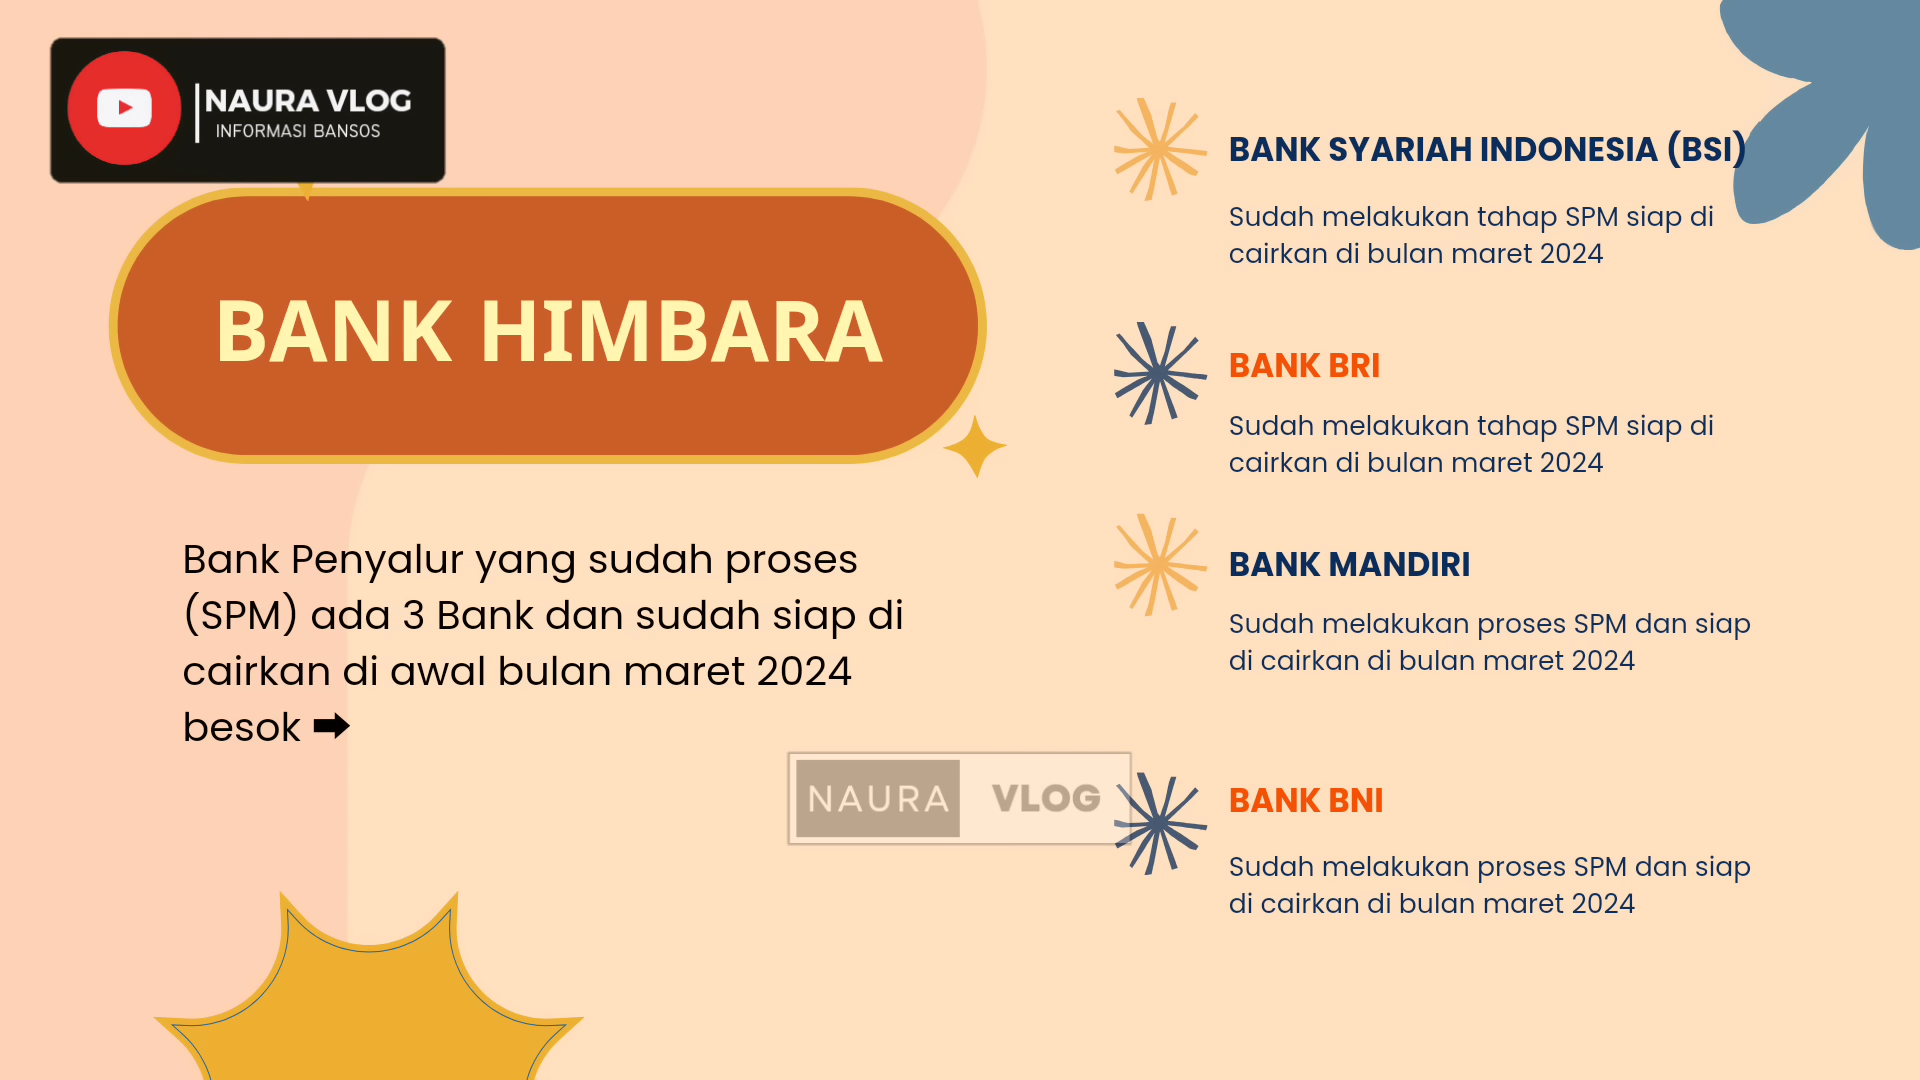 NAURA VLOG
INFORMASI BANSOS
BANK HIMBARA
Bank Penyalur yang sudah proses
(SPM) ada 3 Bank dan sudah siap di
cairkan di awal bulan maret 2024
besok ➡
BANK SYARIAH INDONESIA (BSI)
Sudah melakukan tahap SPM siap di
cairkan di bulan maret 2024
BANK BRI
Sudah melakukan tahap SPM siap di
cairkan di bulan maret 2024
BANK MANDIRI
Sudah melakukan proses SPM dan siap
di cairkan di bulan maret 2024
BANK BNI
Sudah melakukan proses SPM dan siap
di cairkan di bulan maret 2024
NAURA VLOG